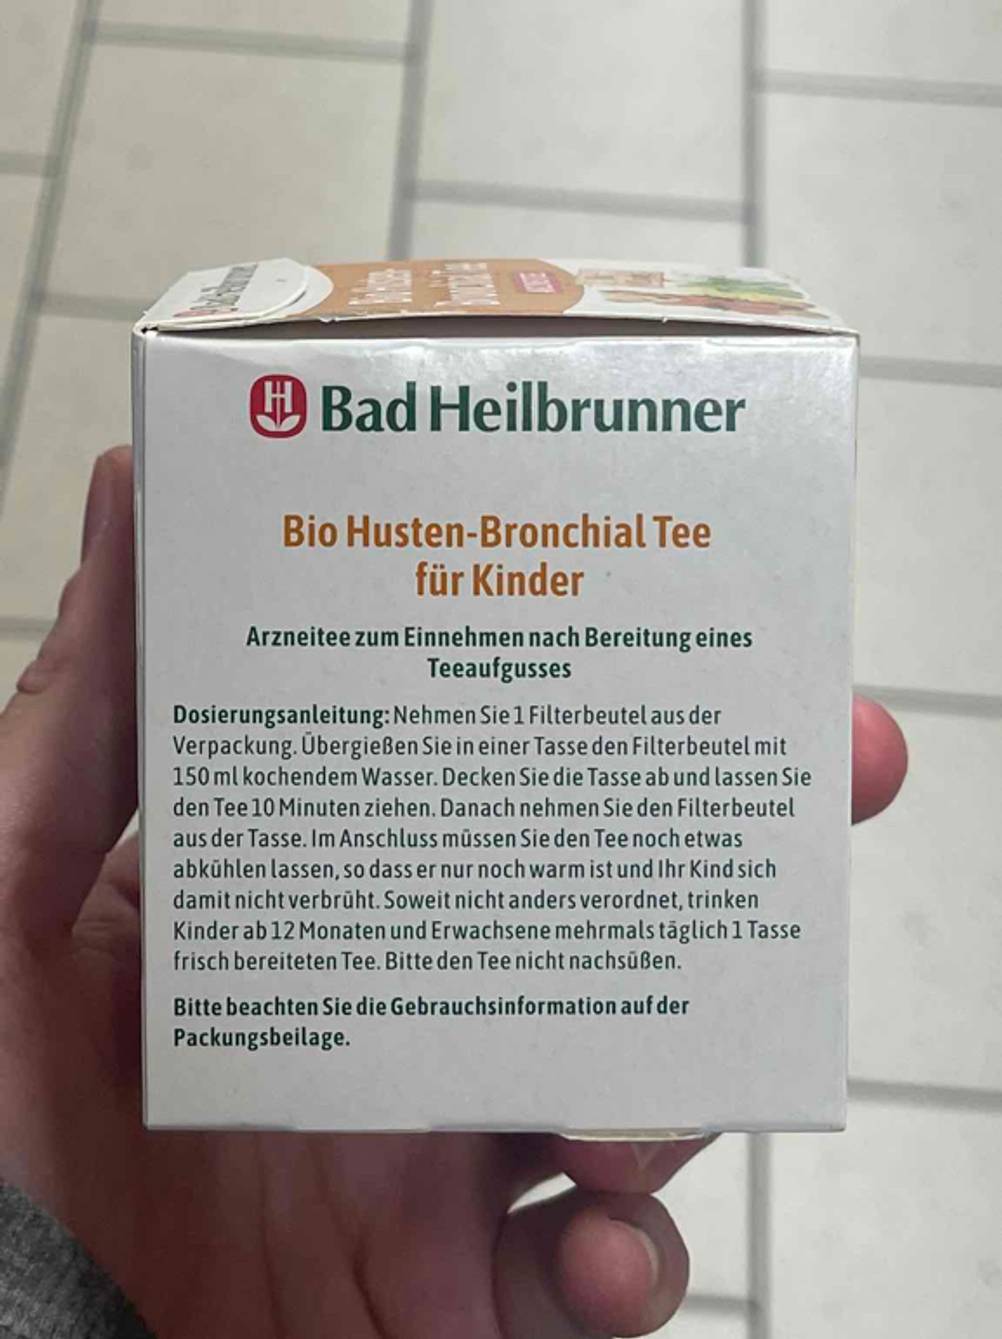 Bad Heilbrunner
Bio Husten-Bronchial Tee
für Kinder
Arzneitee zum Einnehmen nach Bereitung eines
Teeaufgusses
Dosierungsanleitung: Nehmen Sie 1 Filterbeutel aus der
Verpackung. Übergießen Sie in einer Tasse den Filterbeutel mit
150 ml kochendem Wasser. Decken Sie die Tasse ab und lassen Sie
den Tee 10 Minuten ziehen. Danach nehmen Sie den Filterbeutel
aus der Tasse. Im Anschluss müssen Sie den Tee noch etwas
abkühlen lassen, so dass er nur noch warm ist und Ihr Kind sich
damit nicht verbrüht. Soweit nicht anders verordnet, trinken
Kinder ab 12 Monaten und Erwachsene mehrmals täglich 1 Tasse
frisch bereiteten Tee. Bitte den Tee nicht nachsüßen.
Bitte beachten Sie die Gebrauchsinformation auf der
Packungsbeilage.